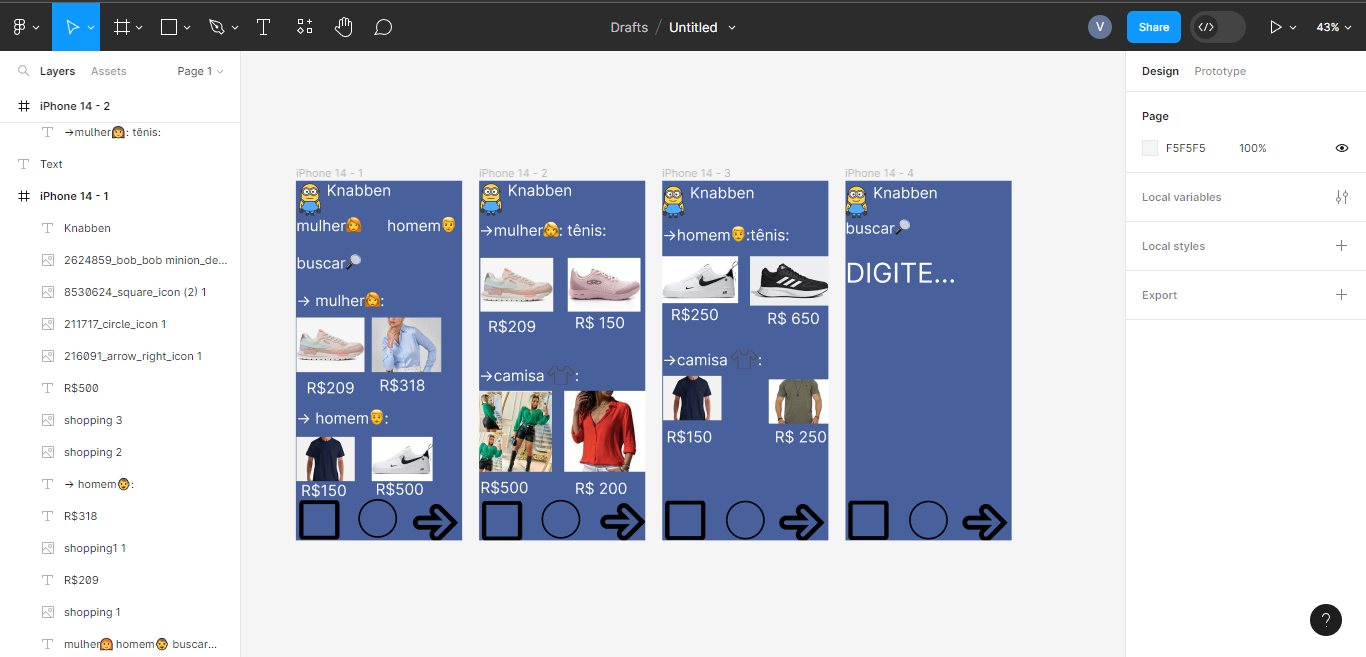 Drafts / Untitled
V
Share
43%
Layers
Assets
Page 1
iPhone 14 - 2
→mulher👩: tênis:
Text
iPhone 14 - 1
Knabben
2624859_bob_bob minion_de...
8530624_square_icon (2) 1
211717_circle_icon 1
216091_arrow_right_icon 1
R$500
shopping 3
shopping 2
→ homem👨:
R$318
shopping1 1
R$209
shopping 1
mulher👩 homem👨 buscar...
iPhone 14 - 1
Knabben
mulher👩 homem👨
buscar🔎
→ mulher👩:
R$209
R$318
→ homem👨:
R$150
R$500
iPhone 14 - 2
Knabben
→mulher👩: tênis:
R$209
R$ 150
→camisa 👕:
R$500
R$ 200
iPhone 14 - 3
Knabben
→homem👨:tênis:
R$250
R$ 650
→camisa 👕:
R$150
R$ 250
iPhone 14 - 4
Knabben
buscar🔎
DIGITE...
Design
Prototype
Page
F5F5F5
100%
Local variables
Local styles
Export
?